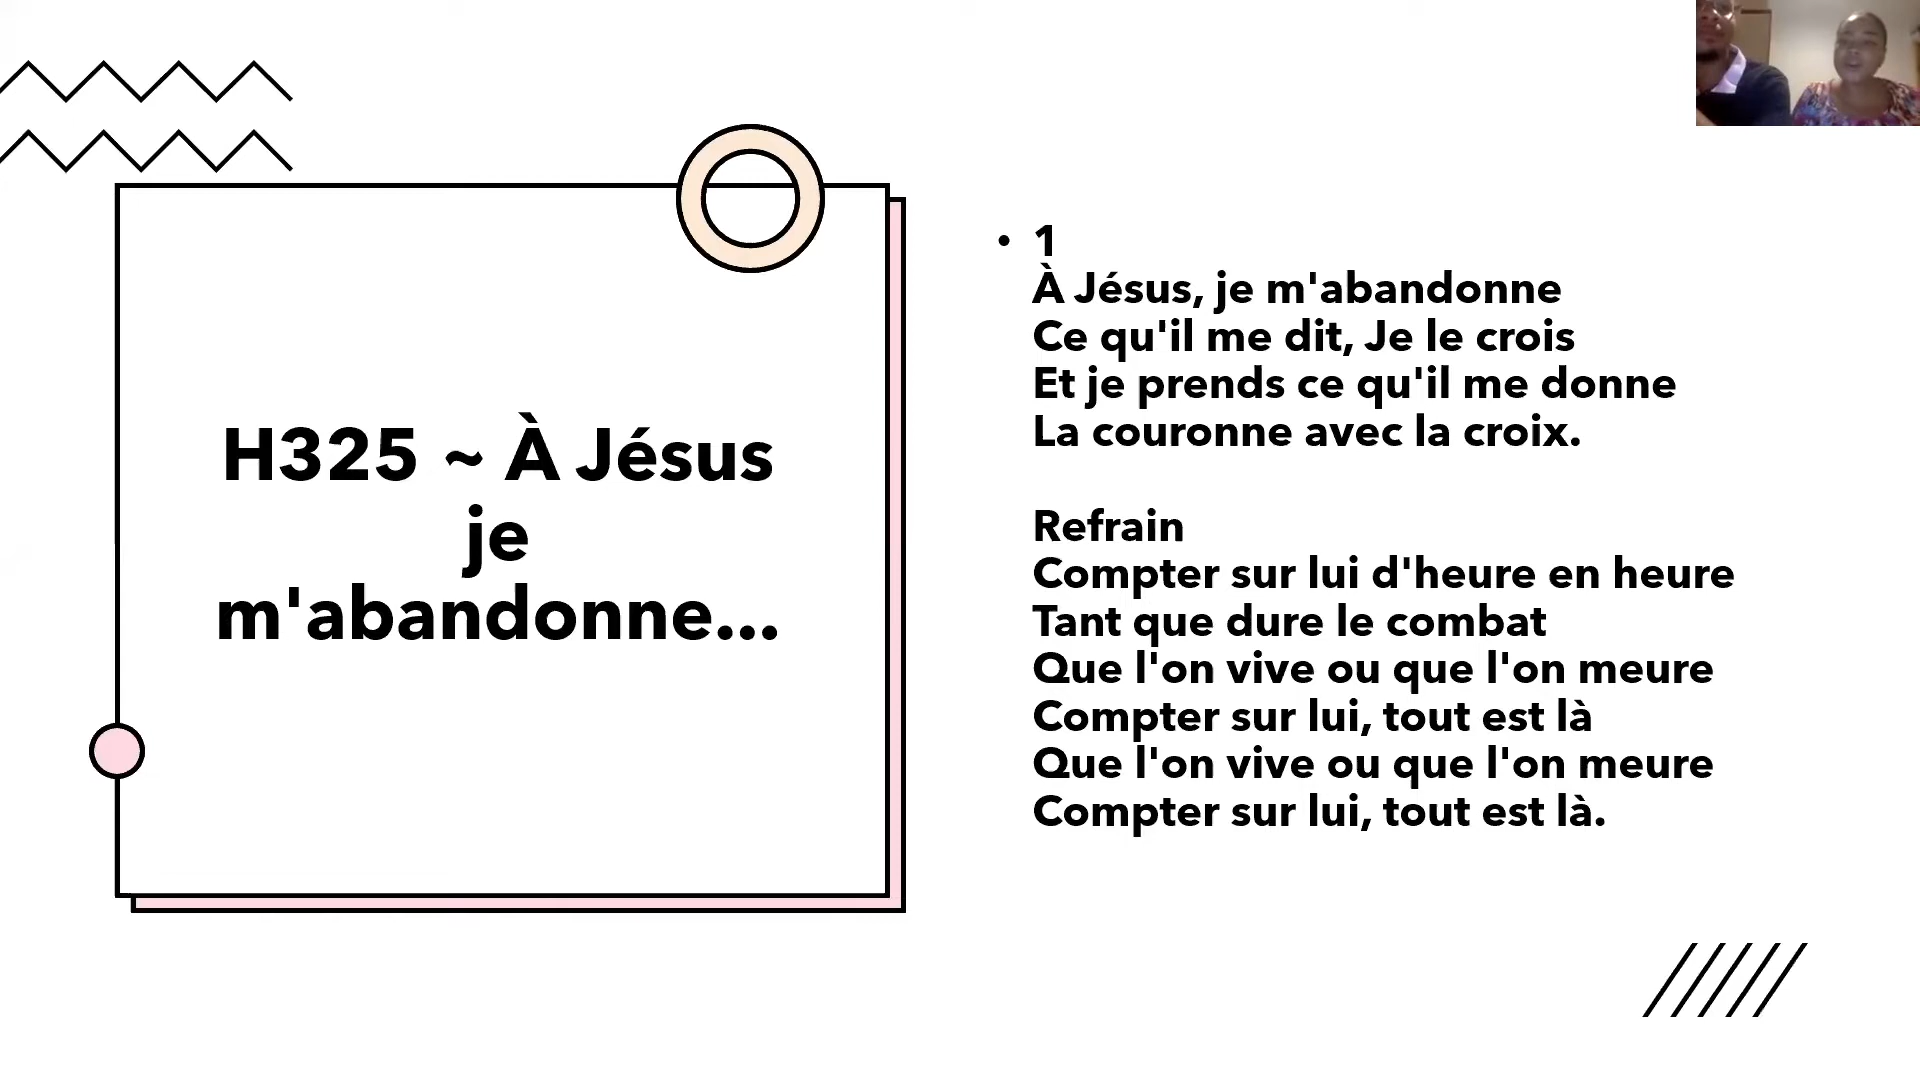 H325 ~ À Jésus
je
m'abandonne...
• 1
À Jésus, je m'abandonne
Ce qu'il me dit, Je le crois
Et je prends ce qu'il me donne
La couronne avec la croix.
Refrain
Compter sur lui d'heure en heure
Tant que dure le combat
Que l'on vive ou que l'on meure
Compter sur lui, tout est là
Que l'on vive ou que l'on meure
Compter sur lui, tout est là.